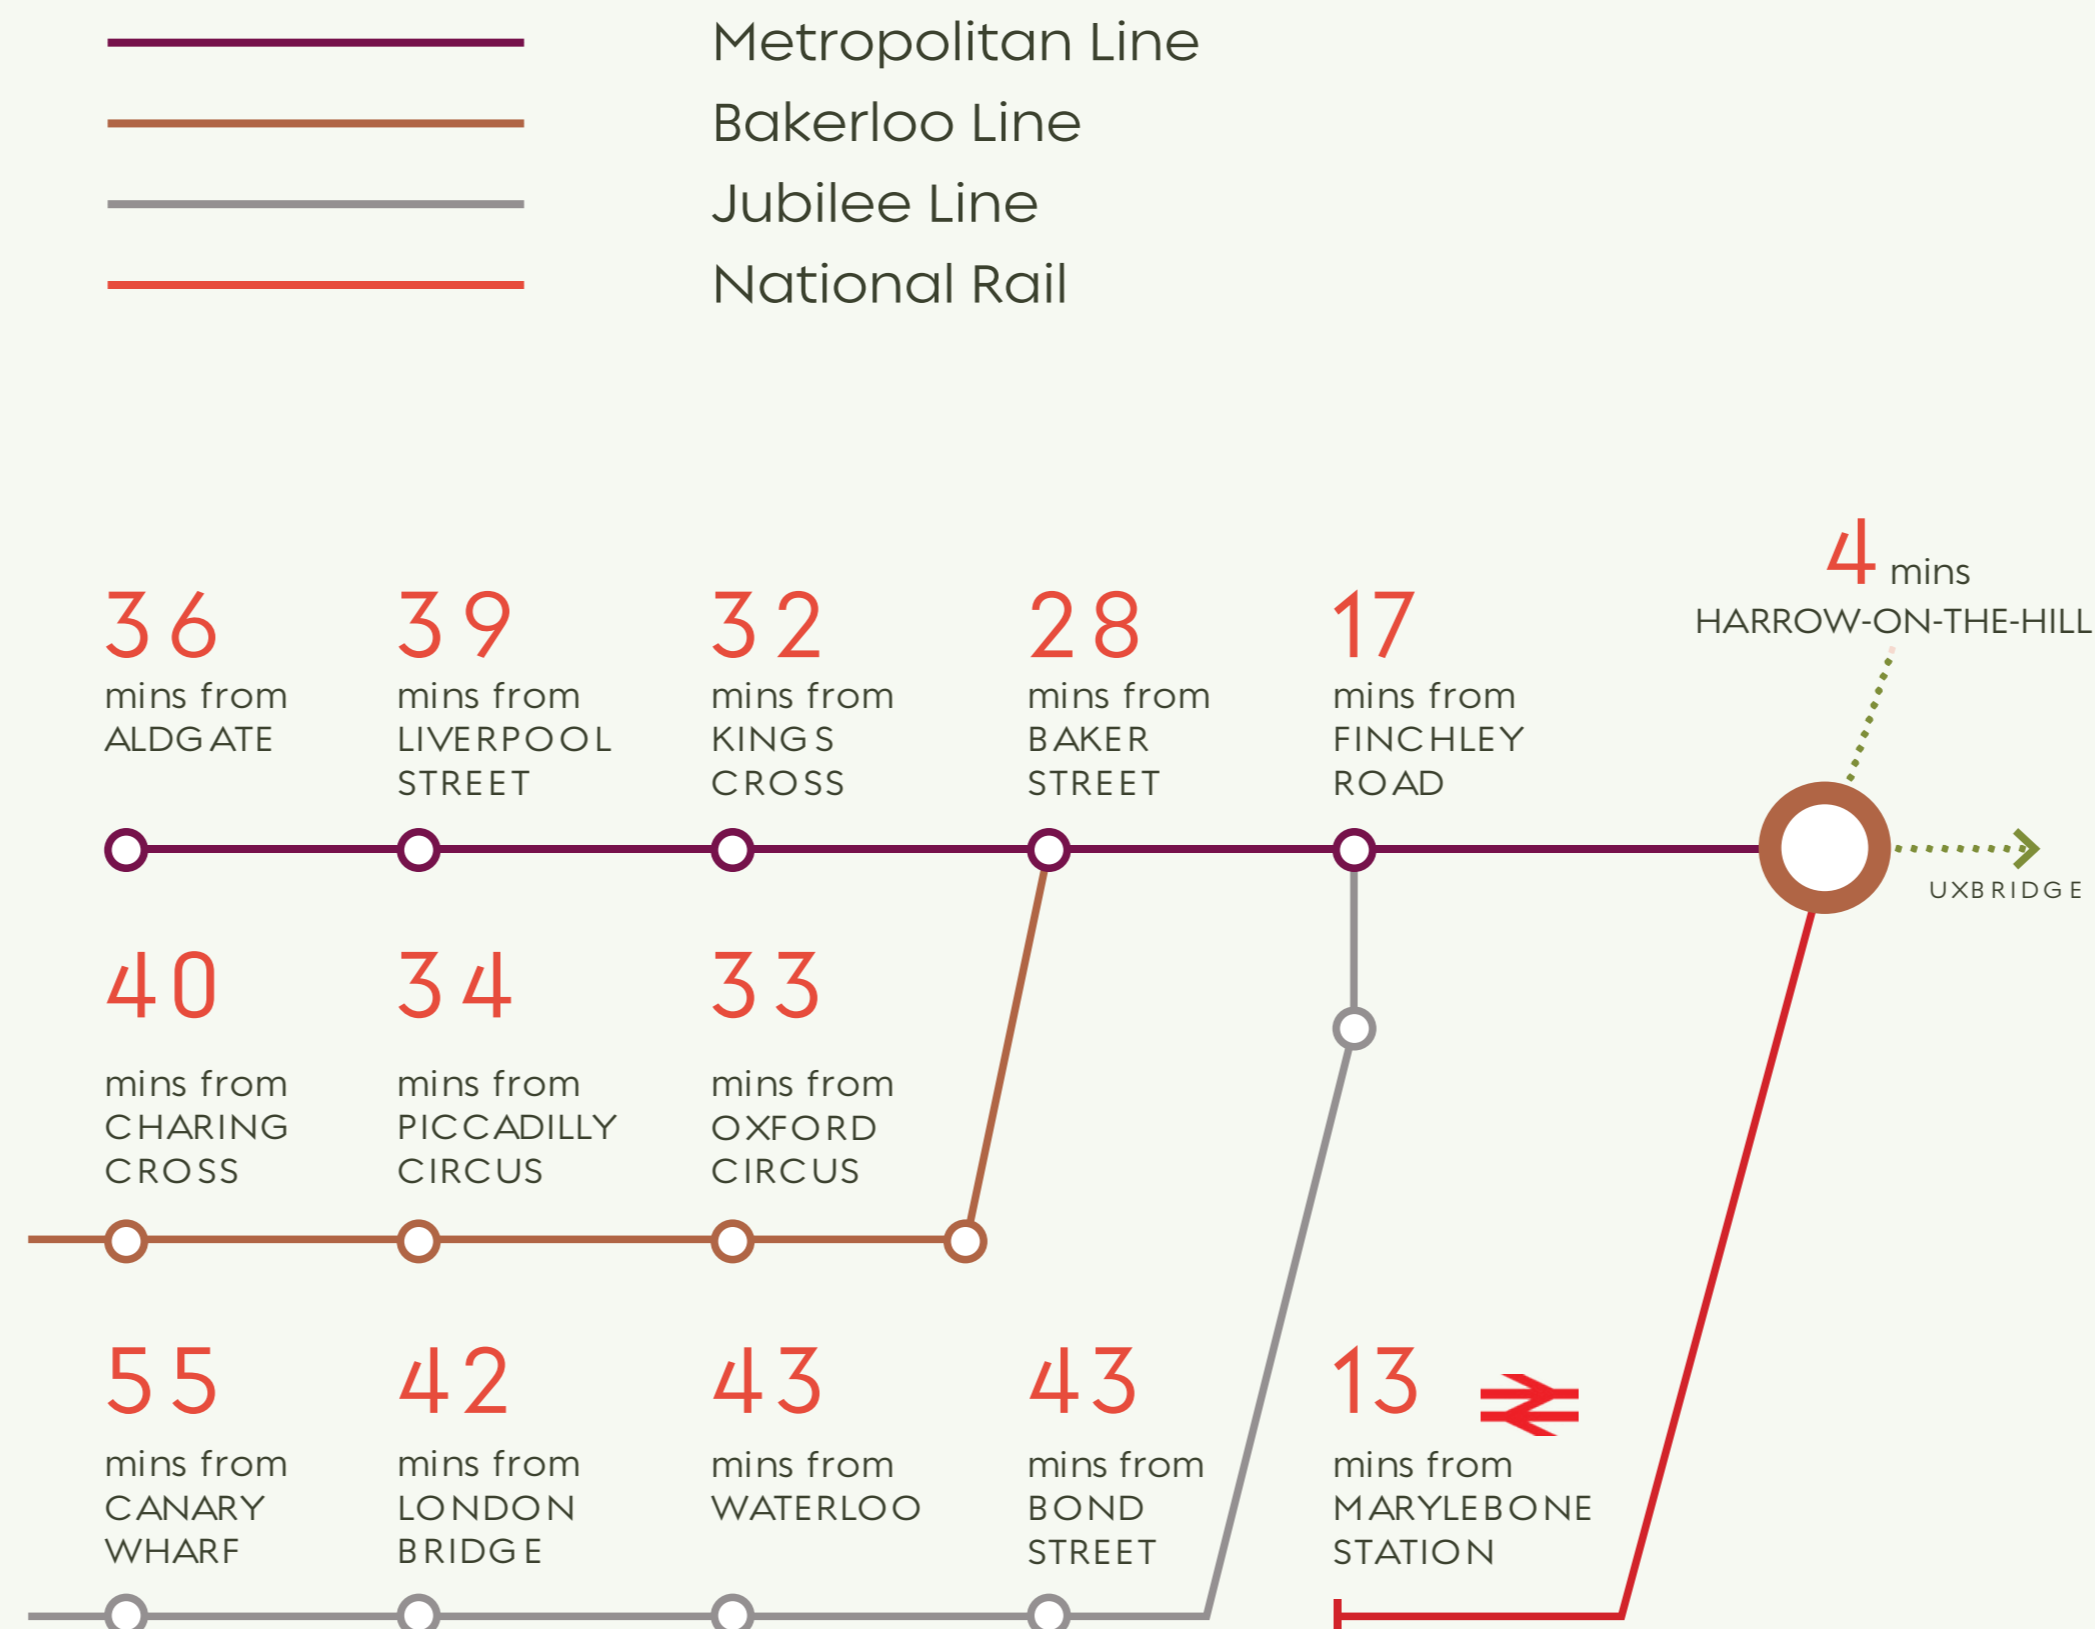 Metropolitan Line
Bakerloo Line
Jubilee Line
National Rail
4 mins
HARROW-ON-THE-HILL
36
mins from
ALDGATE
39
mins from
LIVERPOOL
STREET
32
mins from
KINGS
CROSS
28
mins from
BAKER
STREET
17
mins from
FINCHLEY
ROAD
UXBRIDGE
40
mins from
CHARING
CROSS
34
mins from
PICCADILLY
CIRCUS
33
mins from
OXFORD
CIRCUS
55
mins from
CANARY
WHARF
42
mins from
LONDON
BRIDGE
43
mins from
WATERLOO
43
mins from
BOND
STREET
13
mins from
MARYLEBONE
STATION